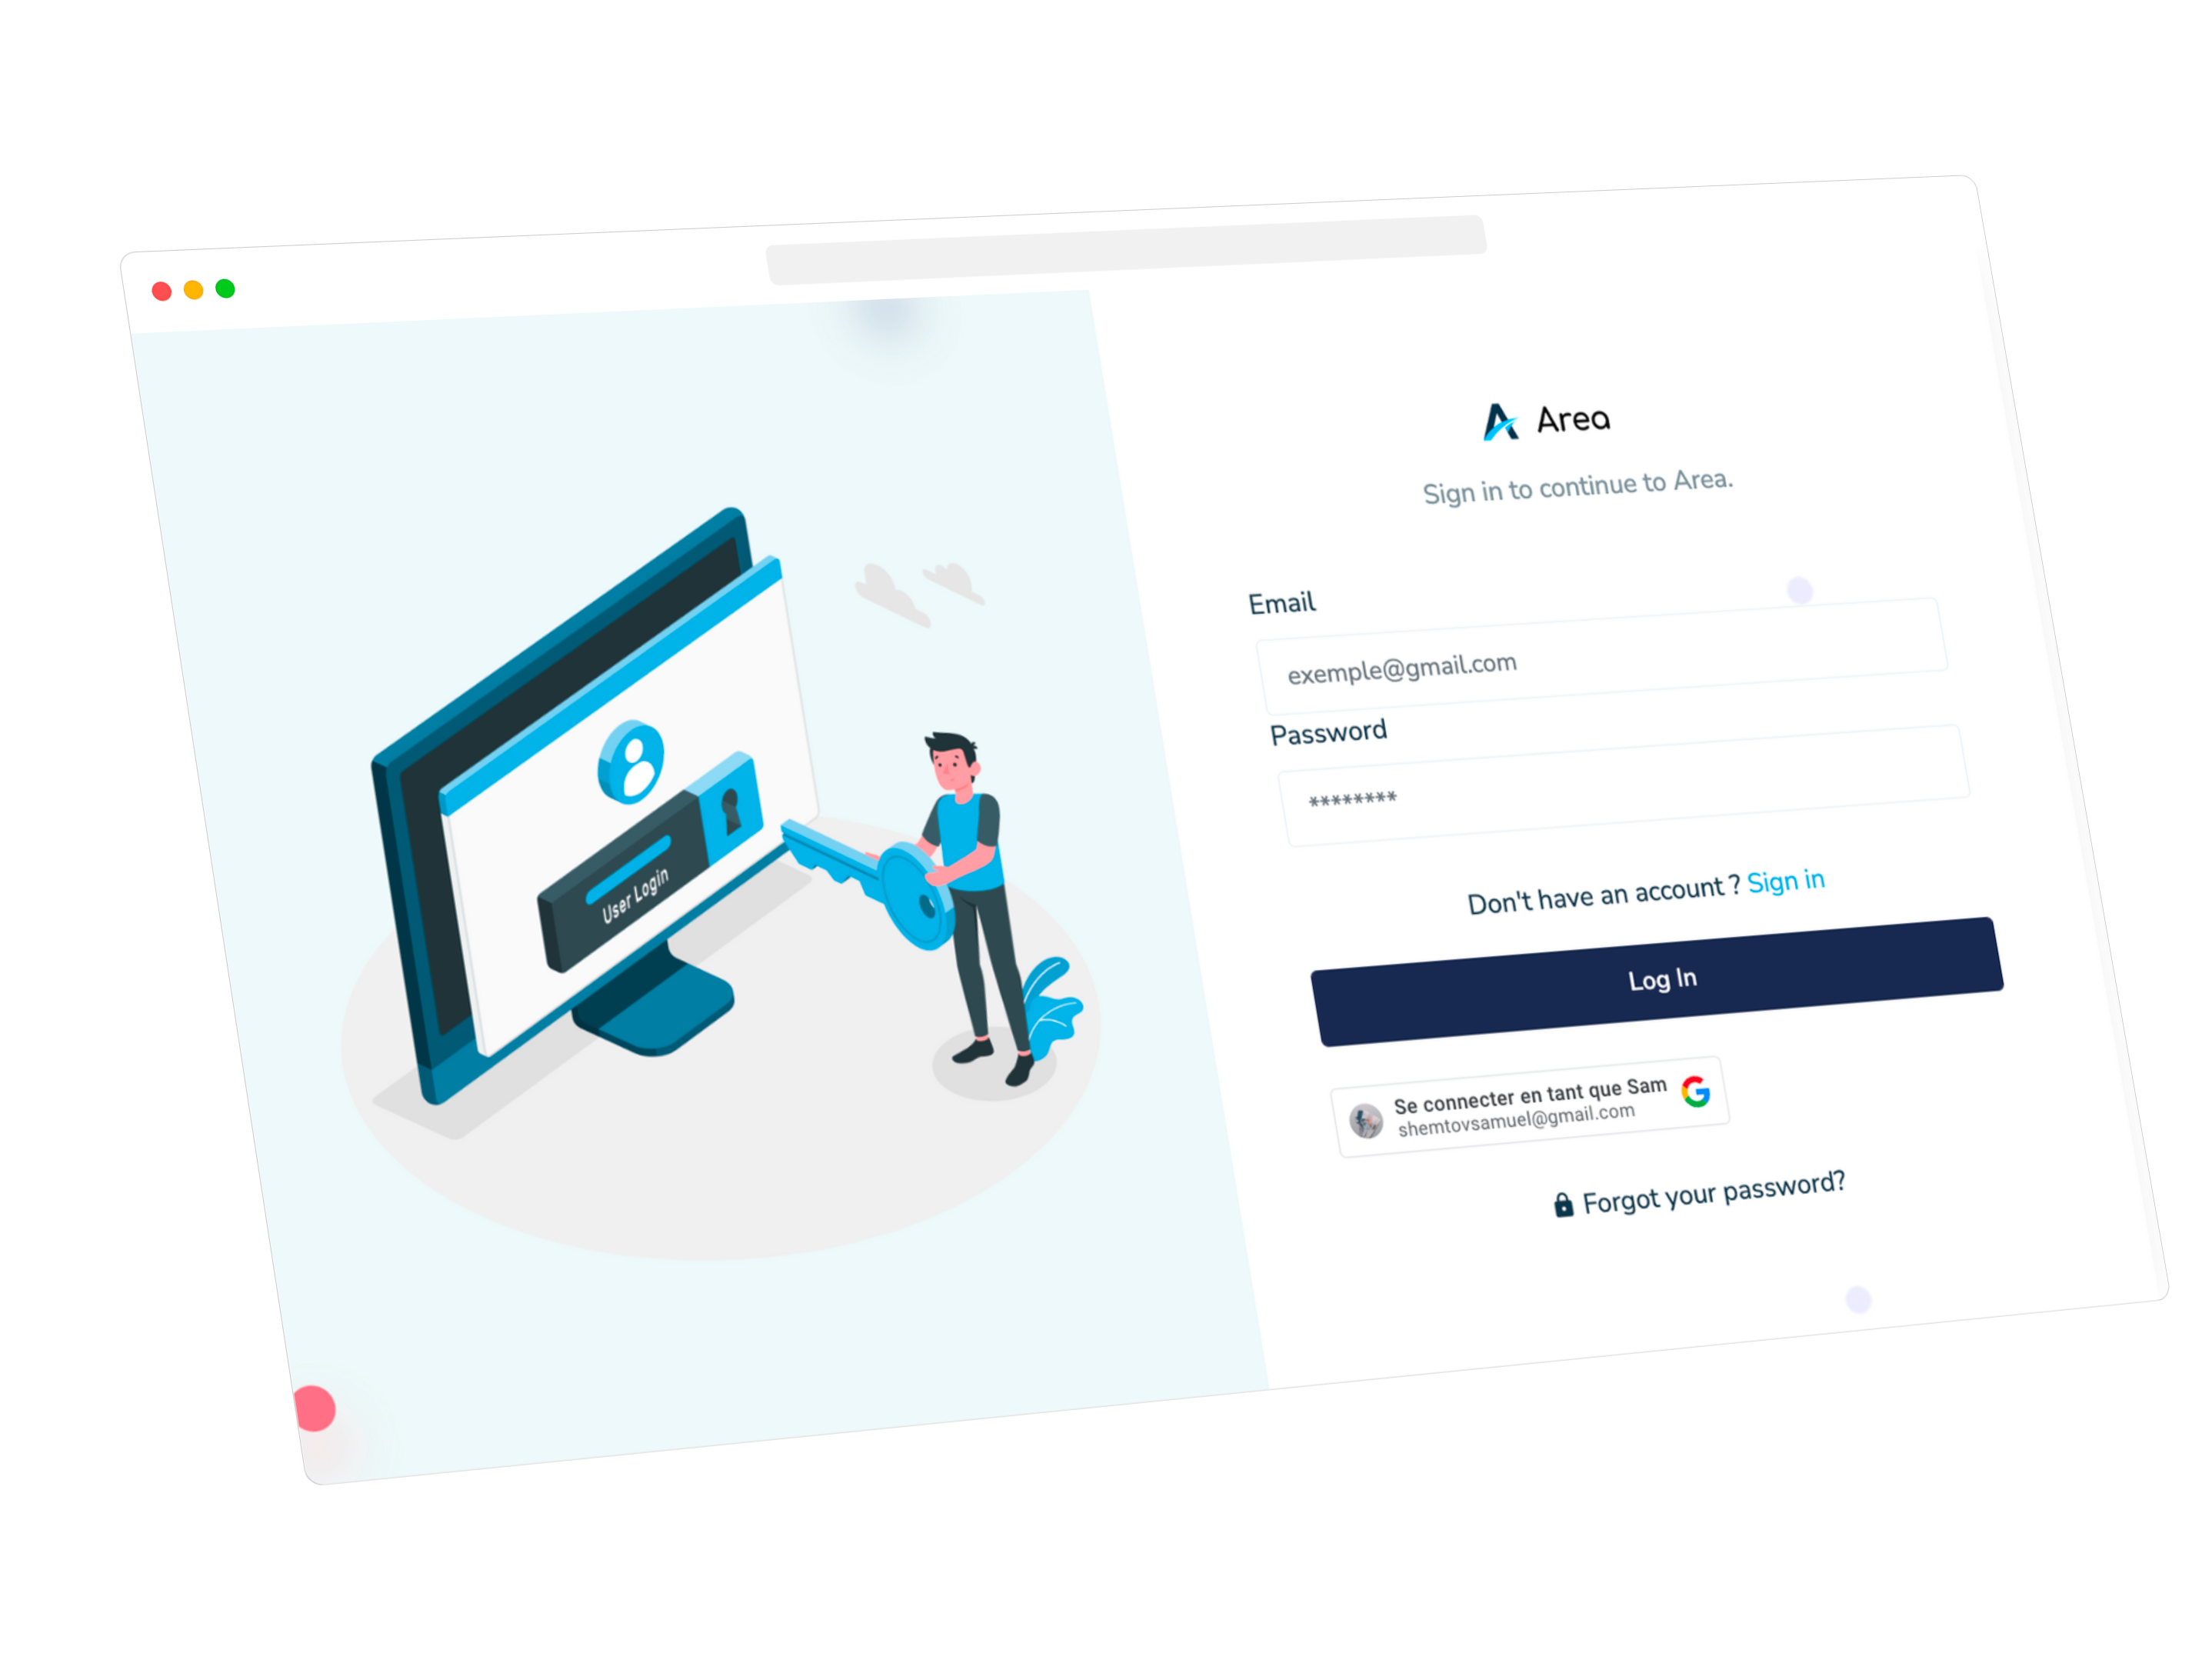 Area
Sign in to continue to Area.
Email
exemple@gmail.com
Password
********
Don't have an account ? Sign in
Log In
Se connecter en tant que Sam
shemtovsamuel@gmail.com
Forgot your password?
User Login